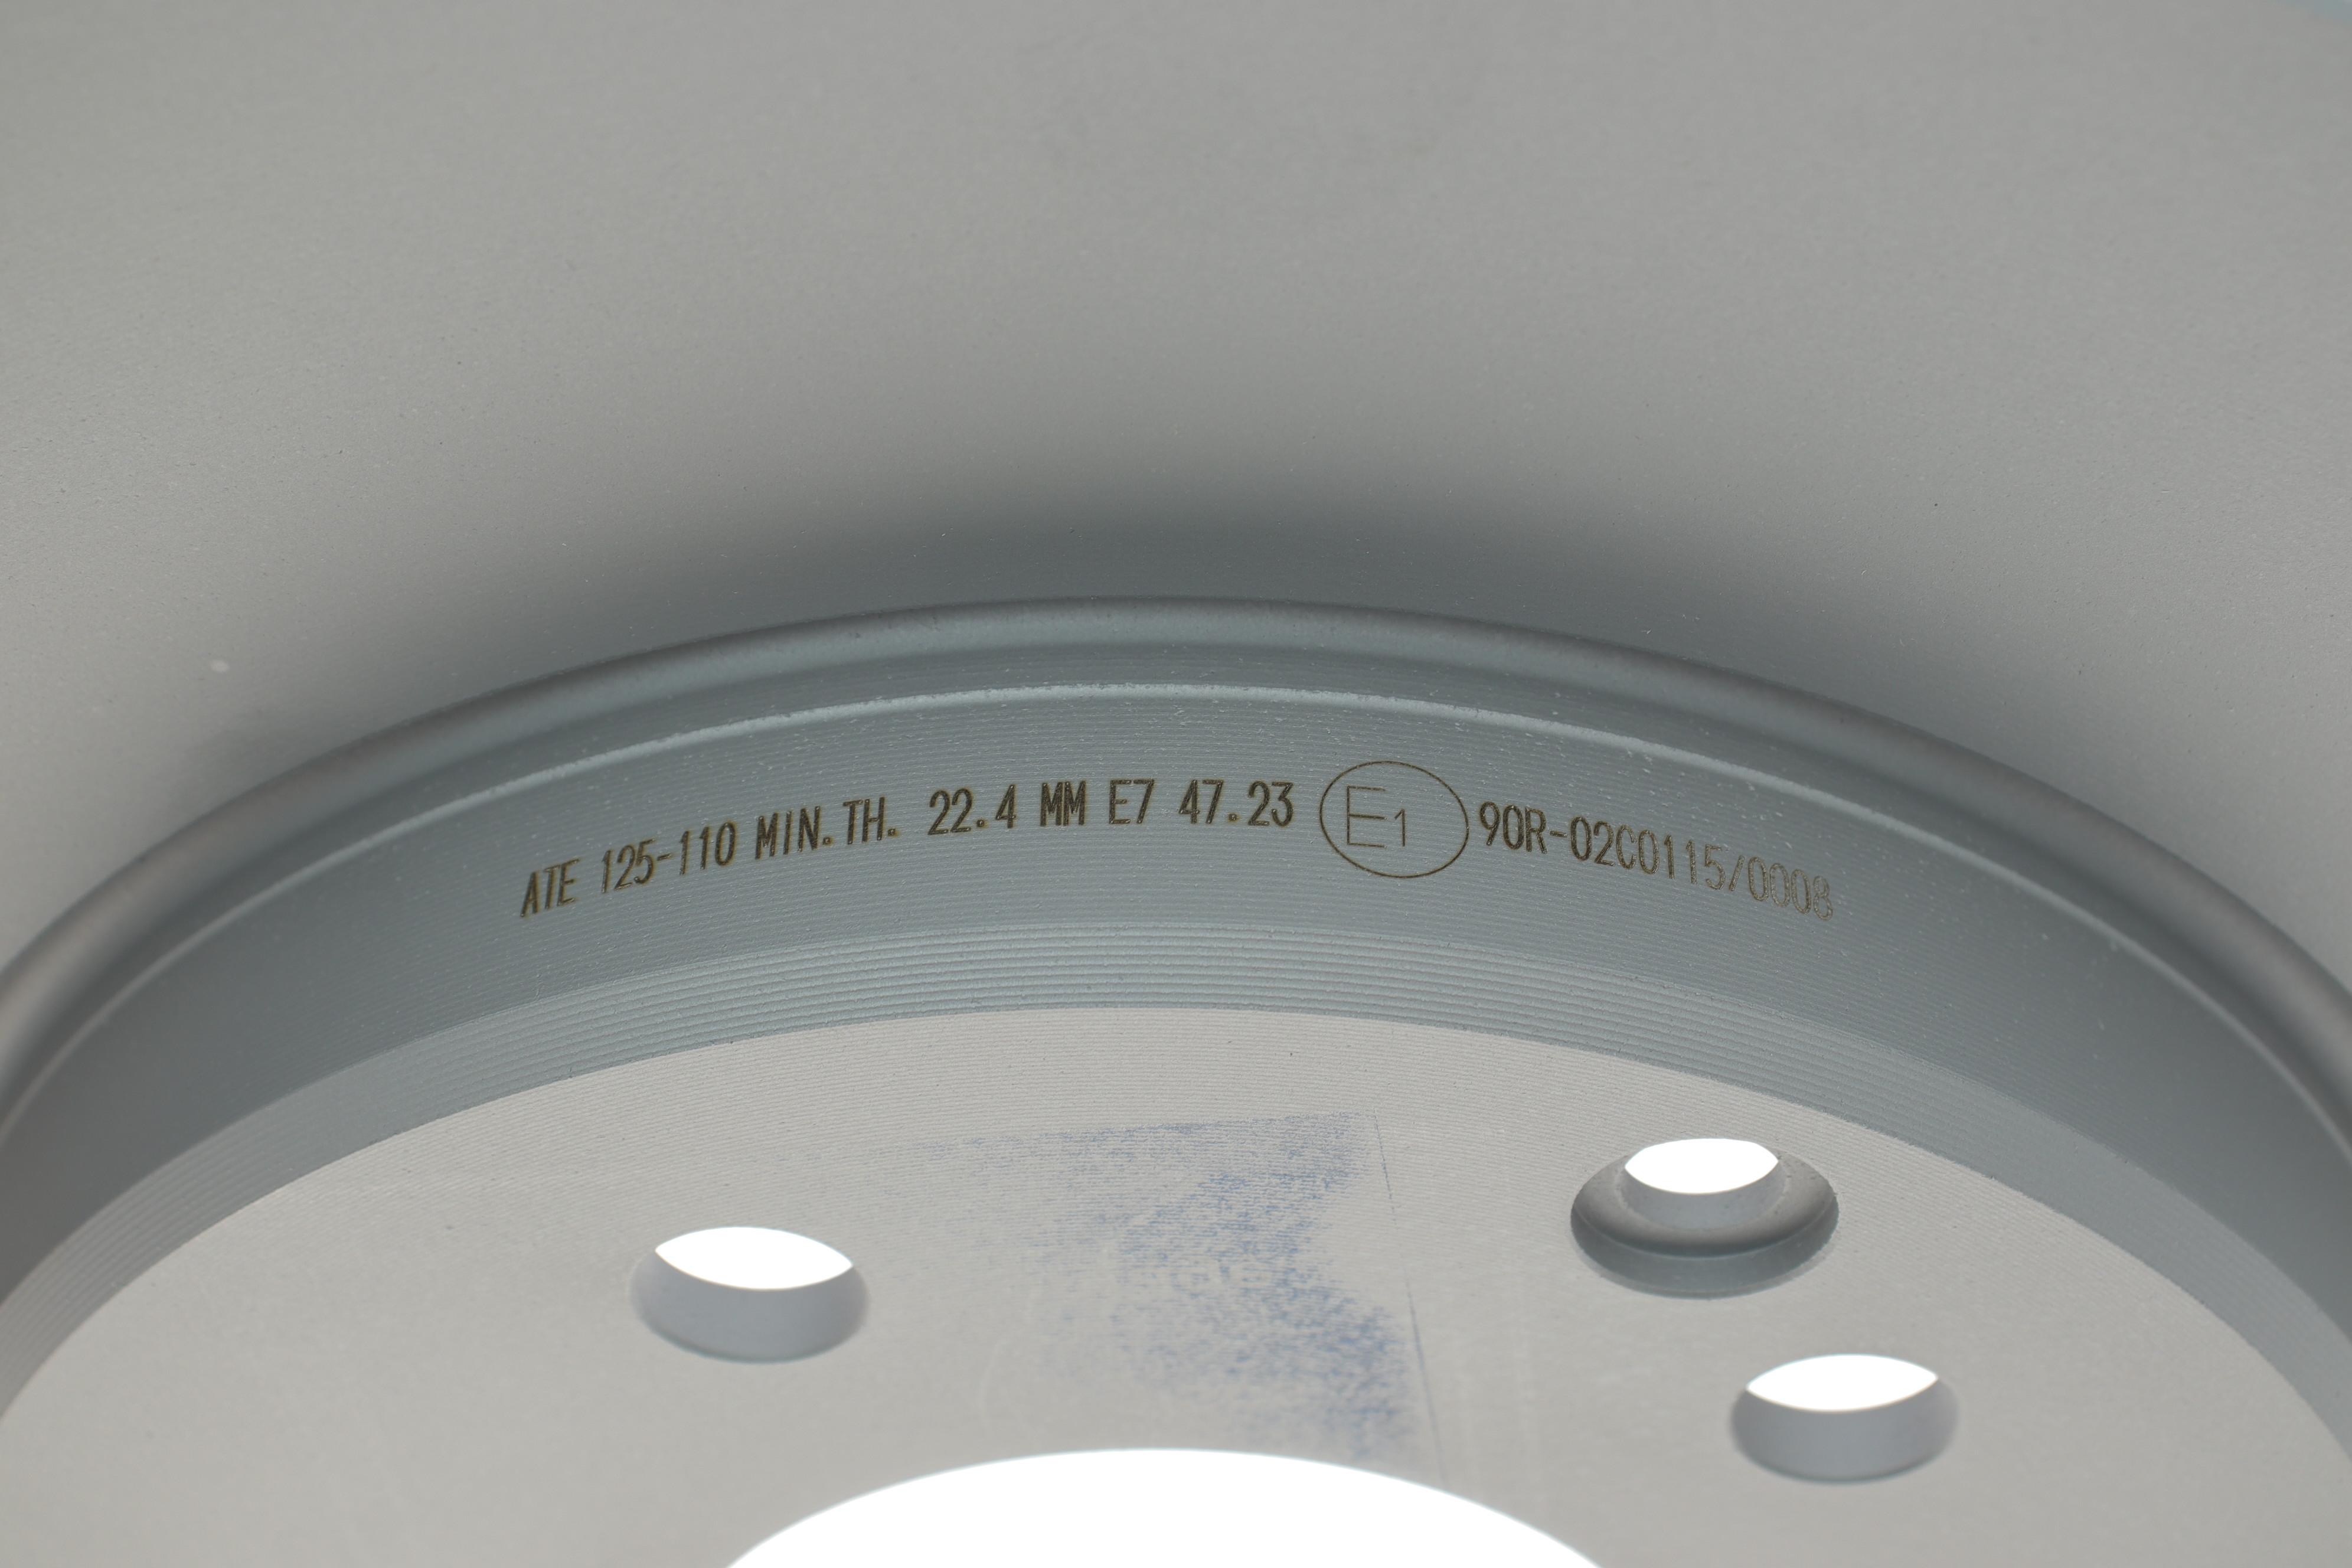 ATE 125-110 MIN.TH. 22.4 MM E7 47.23 E1 90R-02C0115/0008